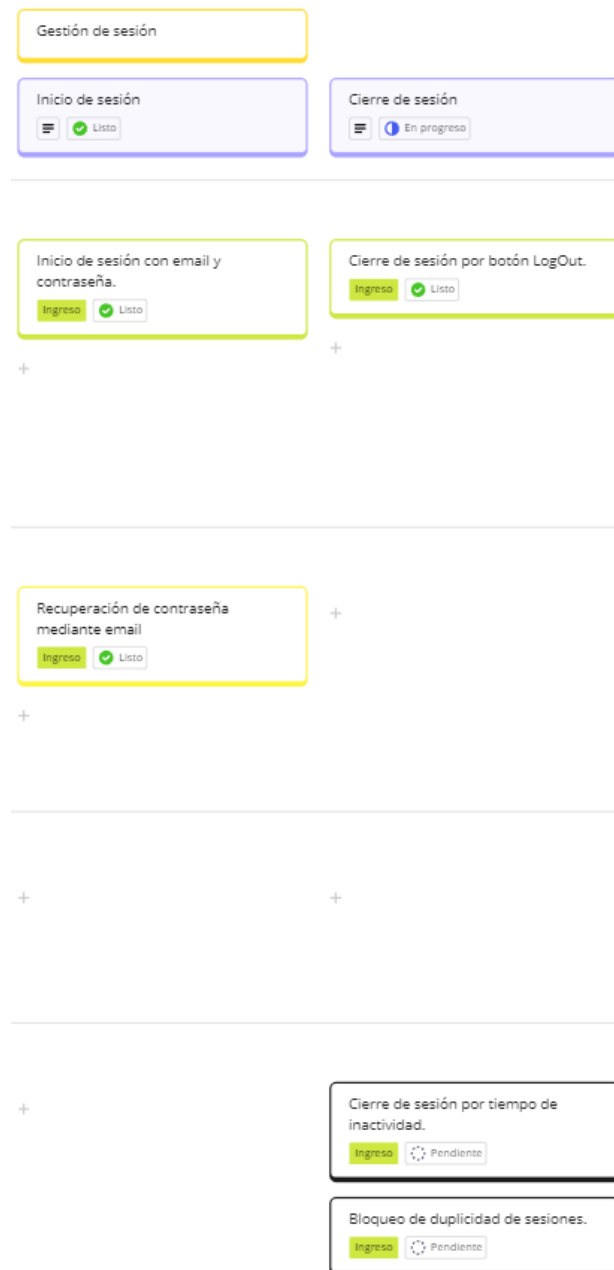 Gestión de sesión
Inicio de sesión
Listo
Cierre de sesión
En progreso
Inicio de sesión con email y
contraseña.
Ingreso Listo
Cierre de sesión por botón LogOut.
Ingreso Listo
+
+
Recuperación de contraseña
mediante email
Ingreso Listo
+
+
+
+
+
Cierre de sesión por tiempo de
inactividad.
Ingreso Pendiente
Bloqueo de duplicidad de sesiones.
Ingreso Pendiente